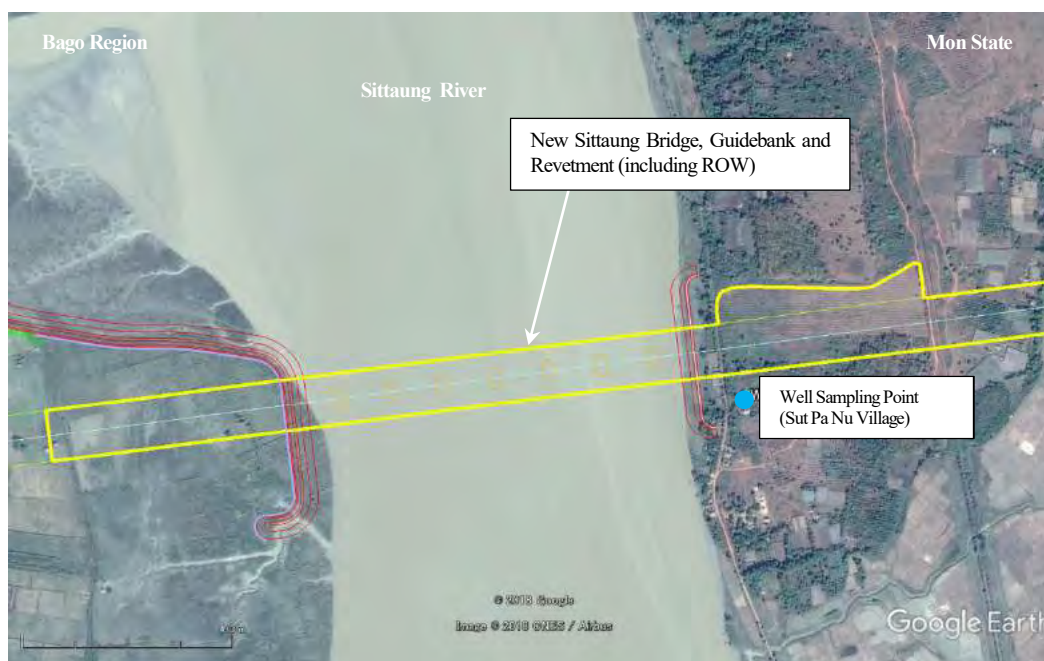 Bago Region
Mon State
Sittaung River
New Sittaung Bridge, Guidebank and
Revetment (including ROW)
Well Sampling Point
(Sut Pa Nu Village)
© 2018 Google
Image © 2018 CNES / Airbus
Google Earth